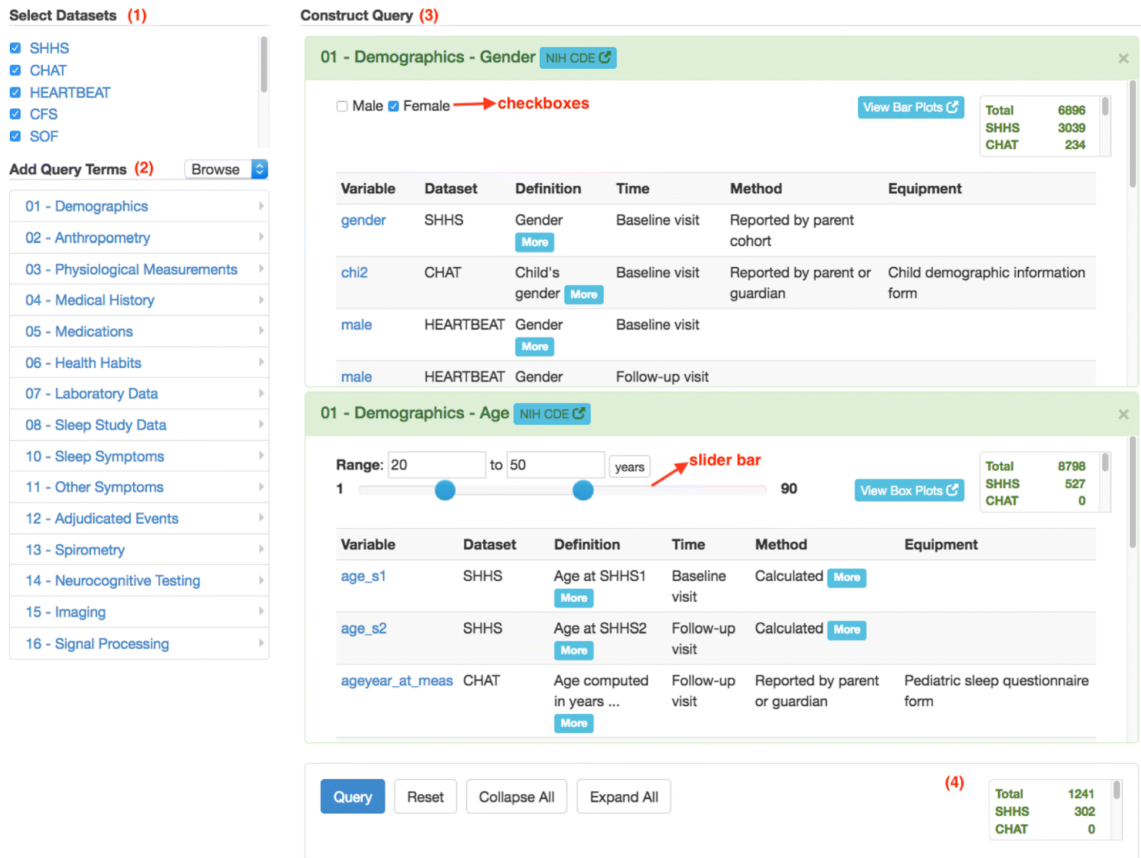 Select Datasets (1)
SHHS
CHAT
HEARTBEAT
CFS
SOF
Add Query Terms (2) Browse
01 - Demographics
02 - Anthropometry
03 - Physiological Measurements
04 - Medical History
05 - Medications
06 - Health Habits
07 - Laboratory Data
08 - Sleep Study Data
10 - Sleep Symptoms
11 - Other Symptoms
12 - Adjudicated Events
13 - Spirometry
14 - Neurocognitive Testing
15 - Imaging
16 - Signal Processing
Construct Query (3)
01 - Demographics - Gender NIH CDE ×
Male Female checkboxes View Bar Plots
Total 6896
SHHS 3039
CHAT 234
Variable Dataset Definition Time Method Equipment
gender SHHS Gender Baseline visit Reported by parent
More cohort
chi2 CHAT Child's Baseline visit Reported by parent or Child demographic information
gender More guardian form
male HEARTBEAT Gender Baseline visit
More
male HEARTBEAT Gender Follow-up visit
01 - Demographics - Age NIH CDE ×
Range: 20 to 50 years slider bar
1 90 View Box Plots
Total 8798
SHHS 527
CHAT 0
Variable Dataset Definition Time Method Equipment
age_s1 SHHS Age at SHHS1 Baseline Calculated More
More visit
age_s2 SHHS Age at SHHS2 Follow-up Calculated More
More visit
ageyear_at_meas CHAT Age computed Follow-up Reported by parent Pediatric sleep questionnaire
in years ... visit or guardian form
More
Query Reset Collapse All Expand All (4)
Total 1241
SHHS 302
CHAT 0